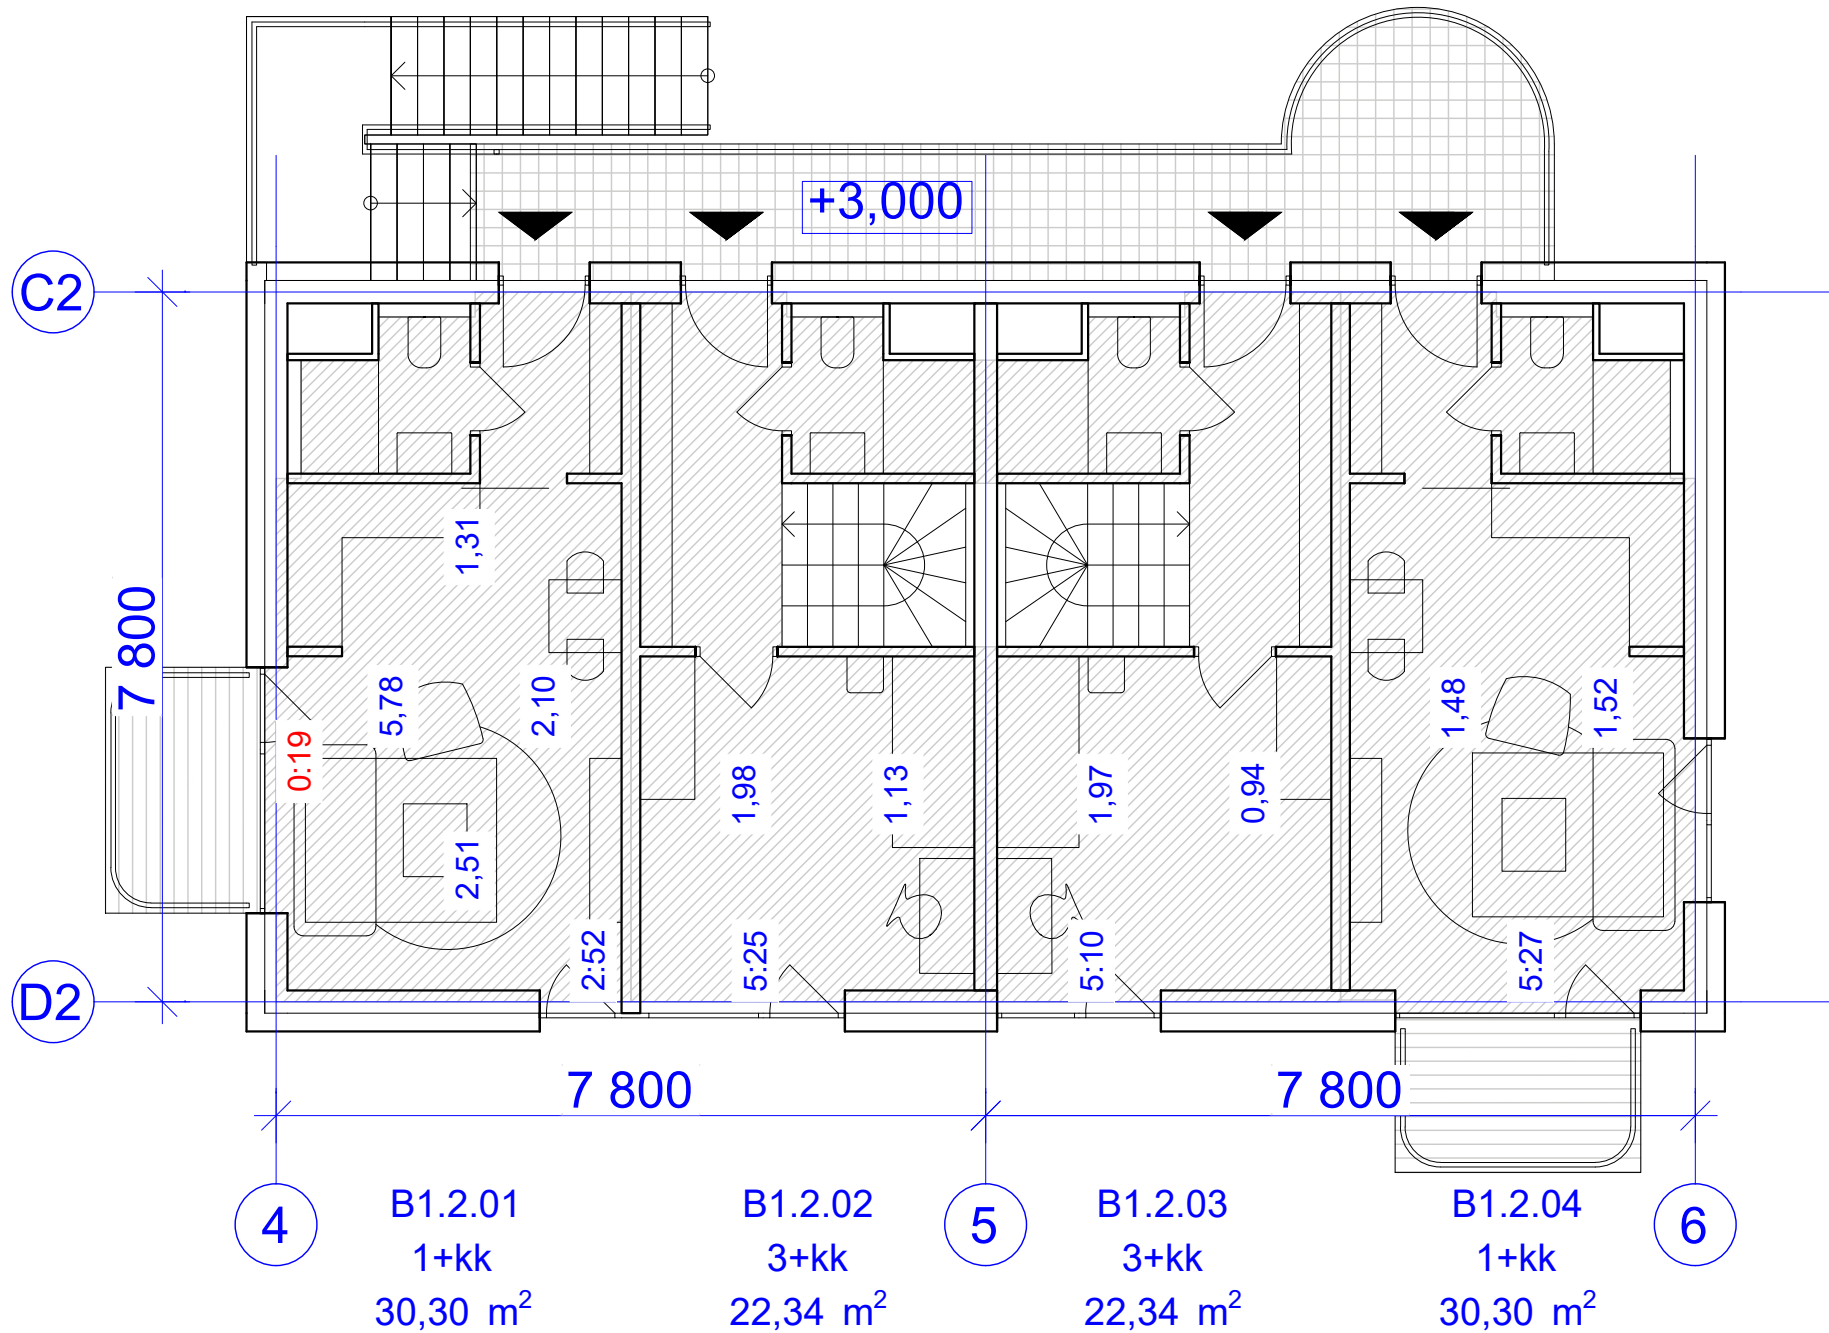 +3,000
C2
1,31
7 800
5,78
2,10
1,48
1,52
0:19
1,98
1,13
1,97
0,94
2,51
2:52
5:25
5:10
5:27
D2
7 800
7 800
4
B1.2.01
1+kk
30,30 m²
B1.2.02
3+kk
22,34 m²
5
B1.2.03
3+kk
22,34 m²
B1.2.04
1+kk
30,30 m²
6